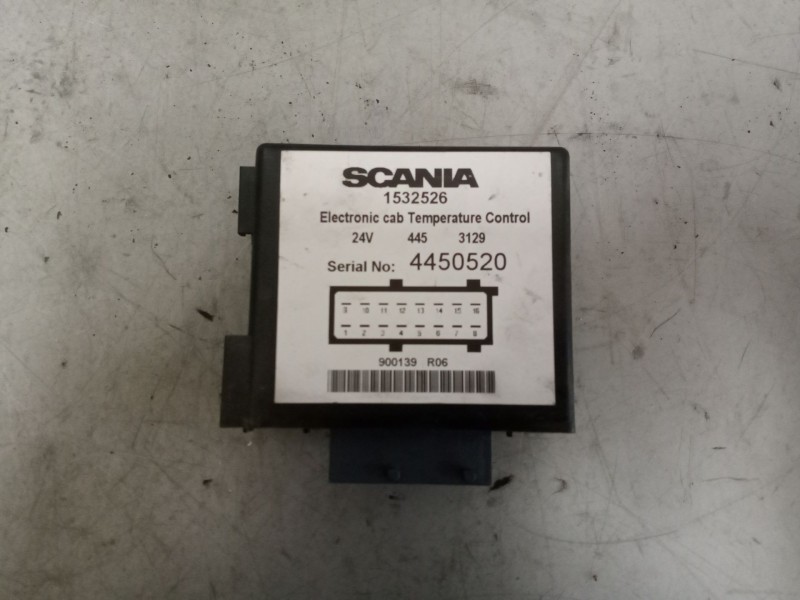 SCANIA
1532526
Electronic cab Temperature Control
24V 445 3129
Serial No: 4450520
9 10 11 12 13 14 15 16
1 2 3 4 5 6 7 8
900139 R06